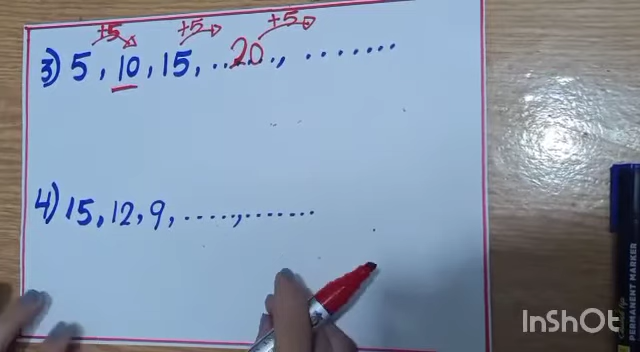 +5 +5 +5
3) 5, 10, 15, ...20..., .......
4) 15, 12, 9, ....., .......
PERMANENT MARKER
InShOt